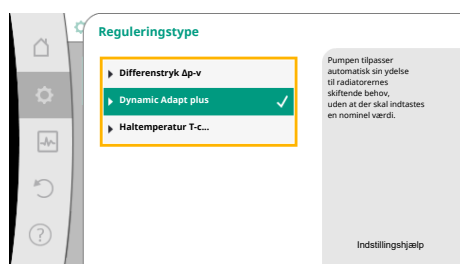 Reguleringstype
Differenstryk Δp-v
Dynamic Adapt plus
Haltemperatur T-c...
Pumpen tilpasser
automatisk sin ydelse
til radiatorernes
skiftende behov,
uden at der skal indtastes
en nominel værdi.
Indstillingshjælp